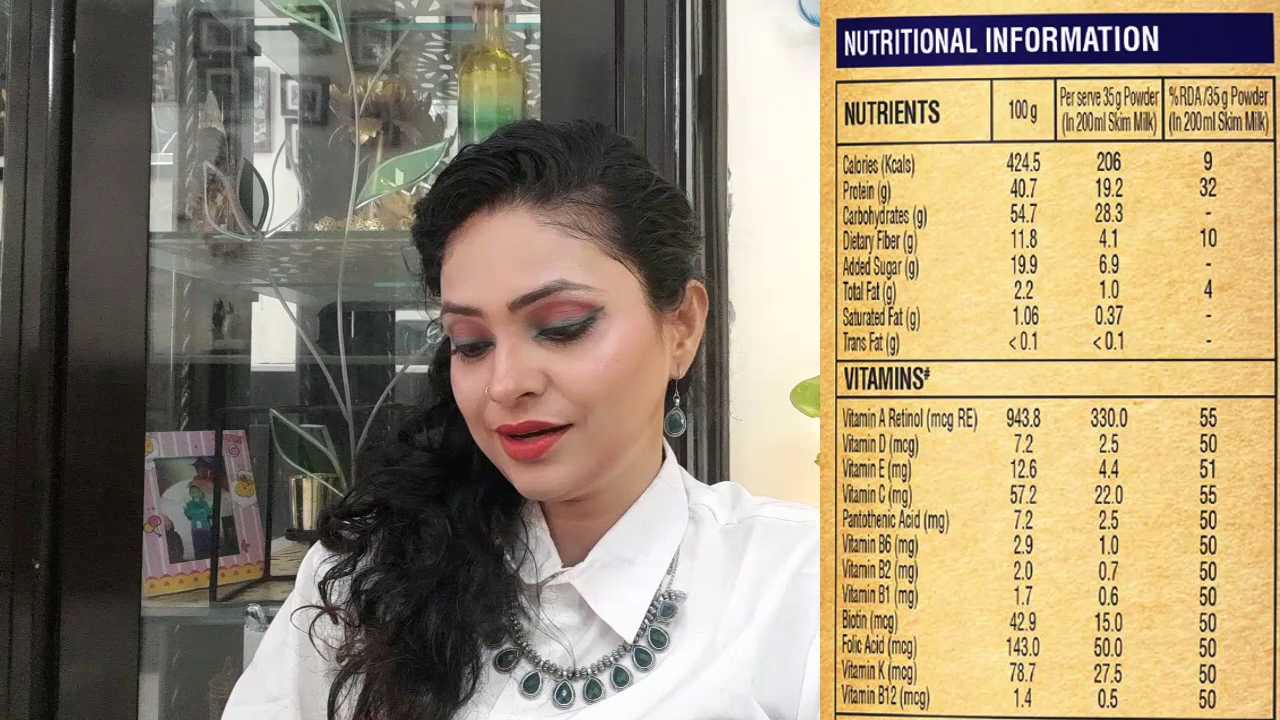 NUTRITIONAL INFORMATION
NUTRIENTS 100 g Per serve 35g Powder (In 200ml Skim Milk) %RDA/35 g Powder (In 200ml Skim Milk)
Calories (Kcals) 424.5 206 9
Protein (g) 40.7 19.2 32
Carbohydrates (g) 54.7 28.3 -
Dietary Fiber (g) 11.8 4.1 10
Added Sugar (g) 19.9 6.9 -
Total Fat (g) 2.2 1.0 4
Saturated Fat (g) 1.06 0.37 -
Trans Fat (g) < 0.1 < 0.1 -
VITAMINS#
Vitamin A Retinol (mcg RE) 943.8 330.0 55
Vitamin D (mcg) 7.2 2.5 50
Vitamin E (mg) 12.6 4.4 51
Vitamin C (mg) 57.2 22.0 55
Pantothenic Acid (mg) 7.2 2.5 50
Vitamin B6 (mg) 2.9 1.0 50
Vitamin B2 (mg) 2.0 0.7 50
Vitamin B1 (mg) 1.7 0.6 50
Biotin (mcg) 42.9 15.0 50
Folic Acid (mcg) 143.0 50.0 50
Vitamin K (mcg) 78.7 27.5 50
Vitamin B12 (mcg) 1.4 0.5 50